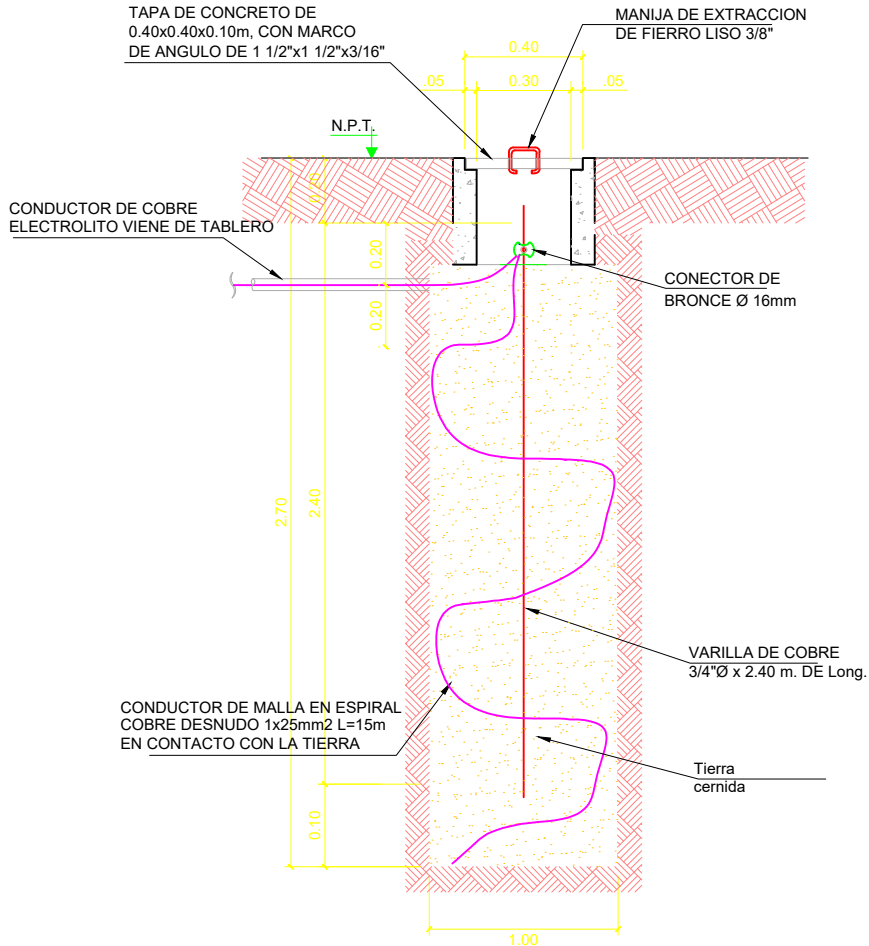 TAPA DE CONCRETO DE
0.40x0.40x0.10m, CON MARCO
DE ANGULO DE 1 1/2"x1 1/2"x3/16"
MANIJA DE EXTRACCION
DE FIERRO LISO 3/8"
0.40
.05
0.30
.05
N.P.T.
CONDUCTOR DE COBRE
ELECTROLITO VIENE DE TABLERO
0.20
0.20
CONECTOR DE
BRONCE Ø 16mm
2.70
2.40
VARILLA DE COBRE
3/4"Ø x 2.40 m. DE Long.
CONDUCTOR DE MALLA EN ESPIRAL
COBRE DESNUDO 1x25mm2 L=15m
EN CONTACTO CON LA TIERRA
Tierra
cernida
0.10
1.00